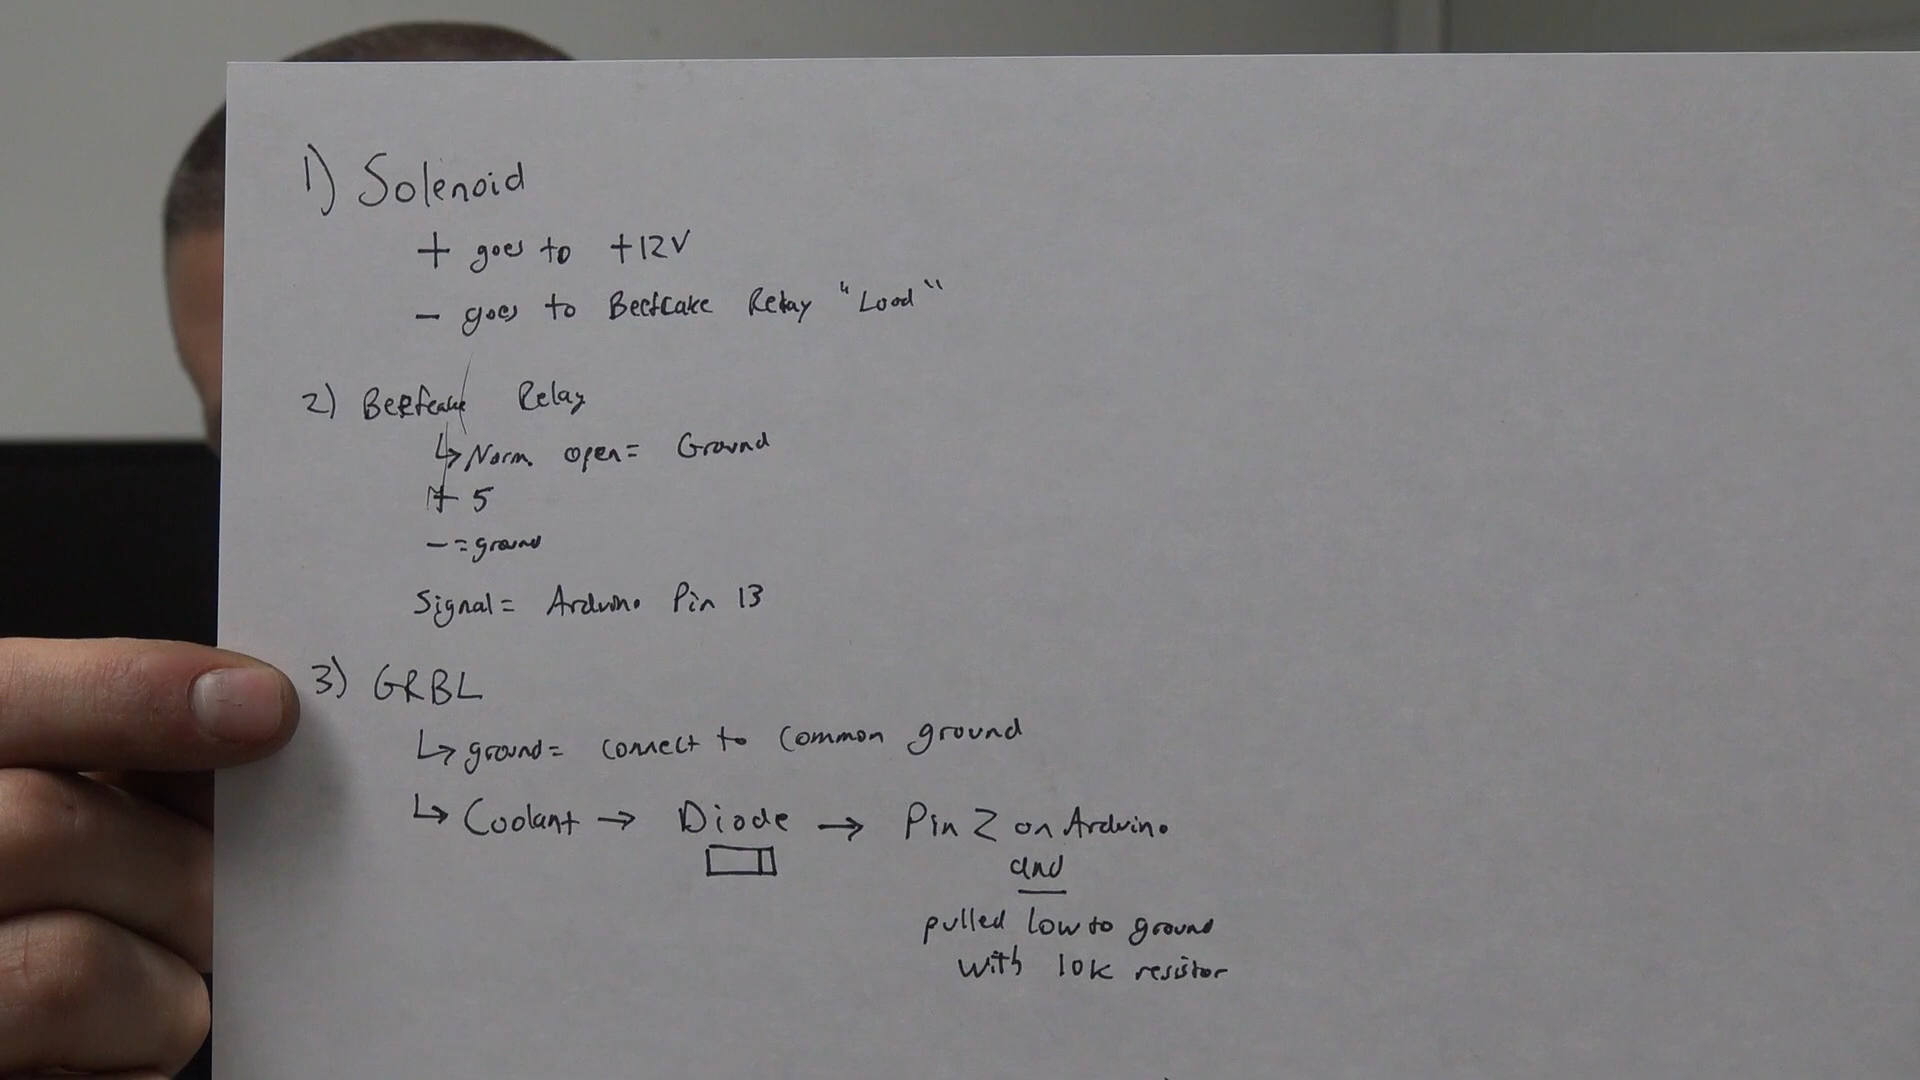 1) Solenoid
+ goes to +12V
- goes to Beefcake Relay "Load"
2) Beefcake Relay
↳ Norm. open = Ground
+ 5
- = ground
Signal = Arduino Pin 13
3) GRBL
↳ ground = connect to common ground
↳ Coolant → Diode → Pin 2 on Arduino
and
pulled low to ground
with 10k resistor